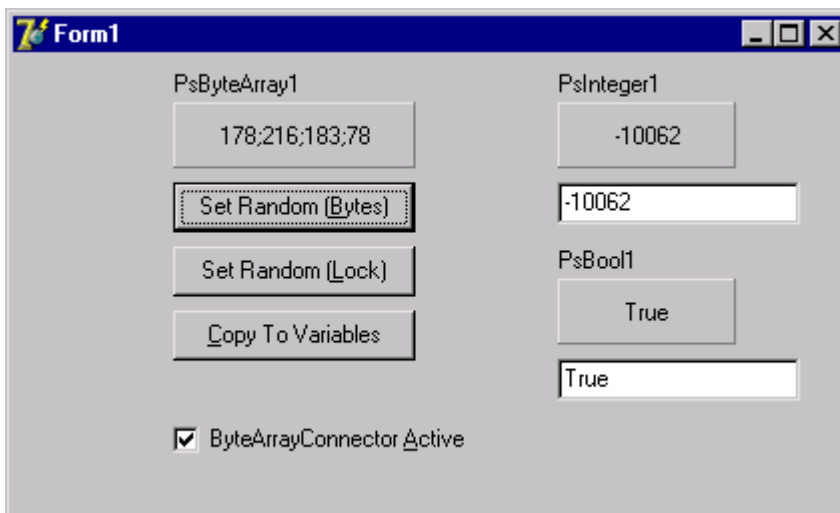 Form1
PsByteArray1
178;216;183;78
Set Random (Bytes)
Set Random (Lock)
Copy To Variables
ByteArrayConnector Active
PsInteger1
-10062
-10062
PsBool1
True
True